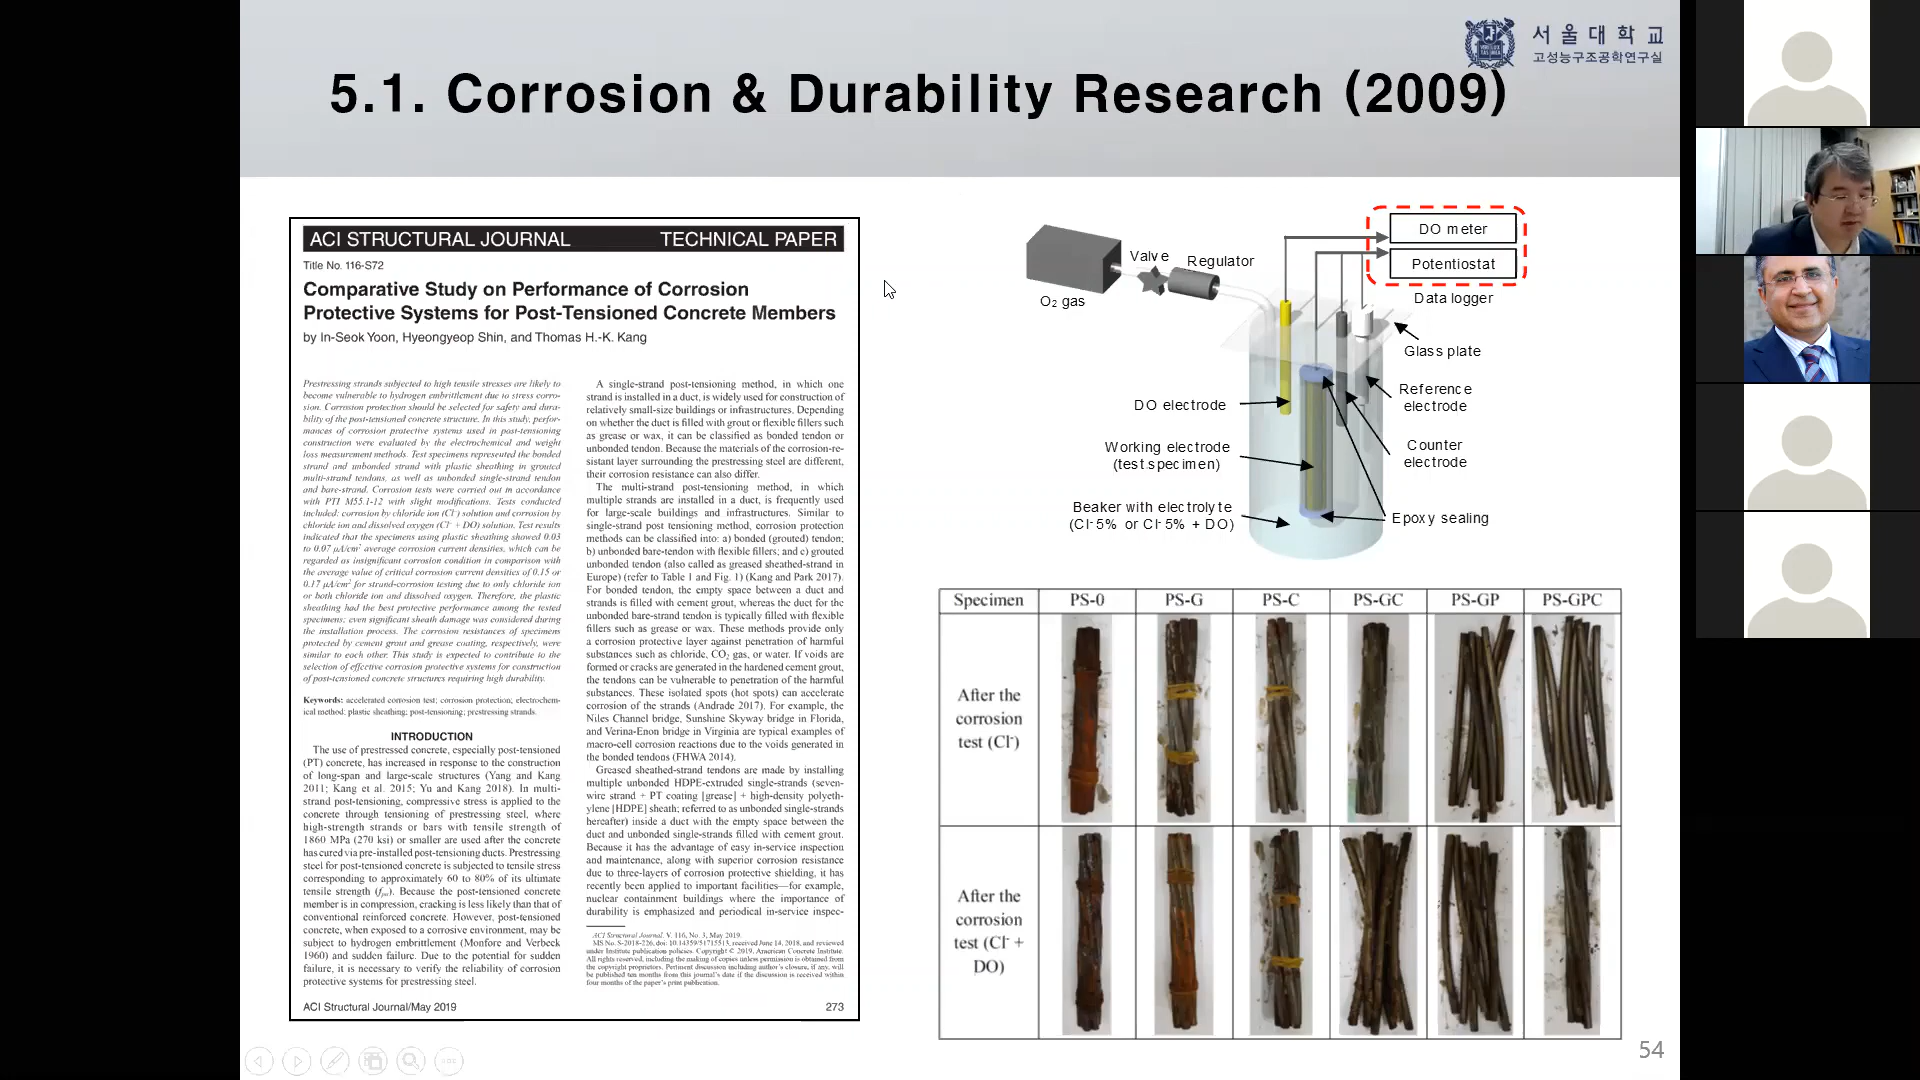 서울대학교
고성능구조공학연구실
5.1. Corrosion & Durability Research (2009)
ACI STRUCTURAL JOURNAL TECHNICAL PAPER
Title No. 116-S72
Comparative Study on Performance of Corrosion
Protective Systems for Post-Tensioned Concrete Members
by In-Seok Yoon, Hyeongyeop Shin, and Thomas H.-K. Kang
Prestressing strands subjected to high tensile stresses are likely to
become vulnerable to hydrogen embrittlement due to stress corro-
sion. Corrosion protection should be selected for safety and dura-
bility of the post-tensioned concrete structure. In this study, perfor-
mances of corrosion protective systems used in post-tensioning
construction were evaluated by the electrochemical and weight
loss measurement methods. Test specimens represented the bonded
strand and unbonded strand with plastic sheathing in grouted
multi-strand tendons, as well as unbonded single-strand tendon
and bare-strand. Corrosion tests were carried out in accordance
with PTI M55.1-12 with slight modifications. Tests conducted
included: corrosion by chloride ion (Cl⁻) solution and corrosion by
chloride ion and dissolved oxygen (Cl⁻ + DO) solution. Test results
indicated that the specimens using plastic sheathing showed 0.03
to 0.07 μA/cm² average corrosion current densities, which can be
regarded as insignificant corrosion condition in comparison with
the average value of critical corrosion current densities of 0.15 or
0.17 μA/cm² for strand-corrosion testing due to only chloride ion
or both chloride ion and dissolved oxygen. Therefore, the plastic
sheathing had the best protective performance among the tested
specimens; even significant sheath damage was considered during
the installation process. The corrosion resistances of specimens
protected by cement grout and grease coating, respectively, were
similar to each other. This study is expected to contribute to the
selection of effective corrosion protective systems for construction
of post-tensioned concrete structures requiring high durability.
Keywords: accelerated corrosion test; corrosion protection; electrochem-
ical method; plastic sheathing; post-tensioning; prestressing strands.
INTRODUCTION
The use of prestressed concrete, especially post-tensioned
(PT) concrete, has increased in response to the construction
of long-span and large-scale structures (Yang and Kang
2011; Kang et al. 2015; Yu and Kang 2018). In multi-
strand post-tensioning, compressive stress is applied to the
concrete through tensioning of prestressing steel, where
high-strength strands or bars with tensile strength of
1860 MPa (270 ksi) or smaller are used after the concrete
has cured via pre-installed post-tensioning ducts. Prestressing
steel for post-tensioned concrete is subjected to tensile stress
corresponding to approximately 60 to 80% of its ultimate
tensile strength (fpu). Because the post-tensioned concrete
member is in compression, cracking is less likely than that of
conventional reinforced concrete. However, post-tensioned
concrete, when exposed to a corrosive environment, may be
subject to hydrogen embrittlement (Monfore and Verbeck
1960) and sudden failure. Due to the potential for sudden
failure, it is necessary to verify the reliability of corrosion
protective systems for prestressing steel.
A single-strand post-tensioning method, in which one
strand is installed in a duct, is widely used for construction of
relatively small-size buildings or infrastructures. Depending
on whether the duct is filled with grout or flexible fillers such
as grease or wax, it can be classified as bonded tendon or
unbonded tendon. Because the materials of the corrosion-re-
sistant layer surrounding the prestressing steel are different,
their corrosion resistance can also differ.
The multi-strand post-tensioning method, in which
multiple strands are installed in a duct, is frequently used
for large-scale buildings and infrastructures. Similar to
single-strand post tensioning method, corrosion protection
methods can be classified into: a) bonded (grouted) tendon;
b) unbonded bare-tendon with flexible fillers; and c) grouted
unbonded tendon (also called as greased sheathed-strand in
Europe) (refer to Table 1 and Fig. 1) (Kang and Park 2017).
For bonded tendon, the empty space between a duct and
strands is filled with cement grout, whereas the duct for the
unbonded bare-strand tendon is typically filled with flexible
fillers such as grease or wax. These methods provide only
a corrosion protective layer against penetration of harmful
substances such as chloride, CO₂ gas, or water. If voids are
formed or cracks are generated in the hardened cement grout,
the tendons can be vulnerable to penetration of the harmful
substances. These isolated spots (hot spots) can accelerate
corrosion of the strands (Andrade 2017). For example, the
Niles Channel bridge, Sunshine Skyway bridge in Florida,
and Verina-Enon bridge in Virginia are typical examples of
macro-cell corrosion reactions due to the voids generated in
the bonded tendons (FHWA 2014).
Greased sheathed-strand tendons are made by installing
multiple unbonded HDPE-extruded single-strands (seven-
wire strand + PT coating [grease] + high-density polyeth-
ylene [HDPE] sheath; referred to as unbonded single-strands
hereafter) inside a duct with the empty space between the
duct and unbonded single-strands filled with cement grout.
Because it has the advantage of easy in-service inspection
and maintenance, along with superior corrosion resistance
due to three-layers of corrosion protective shielding, it has
recently been applied to important facilities—for example,
nuclear containment buildings where the importance of
durability is emphasized and periodical in-service inspec-
ACI Structural Journal, V. 116, No. 3, May 2019.
MS No. S-2018-226, doi: 10.14359/51715513, received June 14, 2018, and reviewed
under Institute publication policies. Copyright © 2019, American Concrete Institute.
All rights reserved, including the making of copies unless permission is obtained from
the copyright proprietors. Pertinent discussion including author's closure, if any, will
be published ten months from this journal's date if the discussion is received within
four months of the paper's print publication.
ACI Structural Journal/May 2019 273
O₂ gas
Valve
Regulator
DO meter
Potentiostat
Data logger
Glass plate
Reference
electrode
Counter
electrode
Epoxy sealing
DO electrode
Working electrode
(test specimen)
Beaker with electrolyte
(Cl⁻ 5% or Cl⁻ 5% + DO)
Specimen PS-0 PS-G PS-C PS-GC PS-GP PS-GPC
After the
corrosion
test (Cl⁻)
After the
corrosion
test (Cl⁻ +
DO)
54